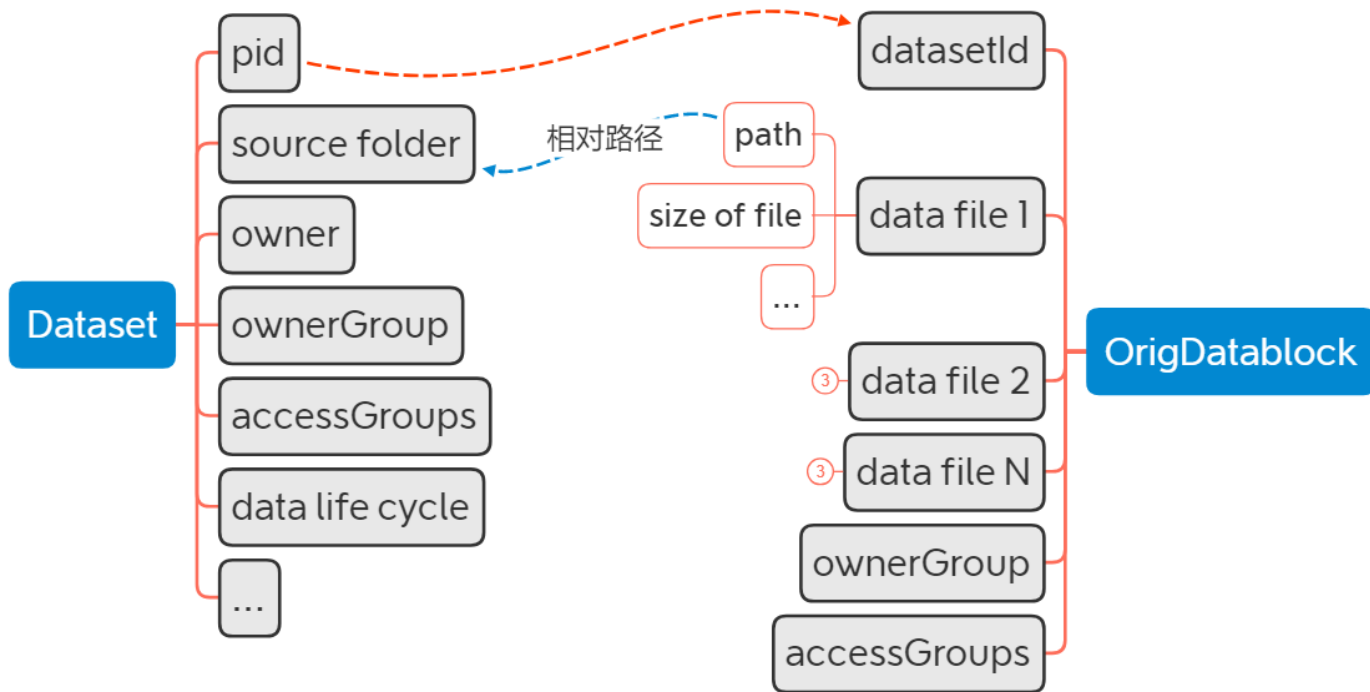 Dataset
pid
source folder
owner
ownerGroup
accessGroups
data life cycle
...
相对路径
OrigDatablock
datasetId
data file 1
path
size of file
...
data file 2
3
data file N
3
ownerGroup
accessGroups